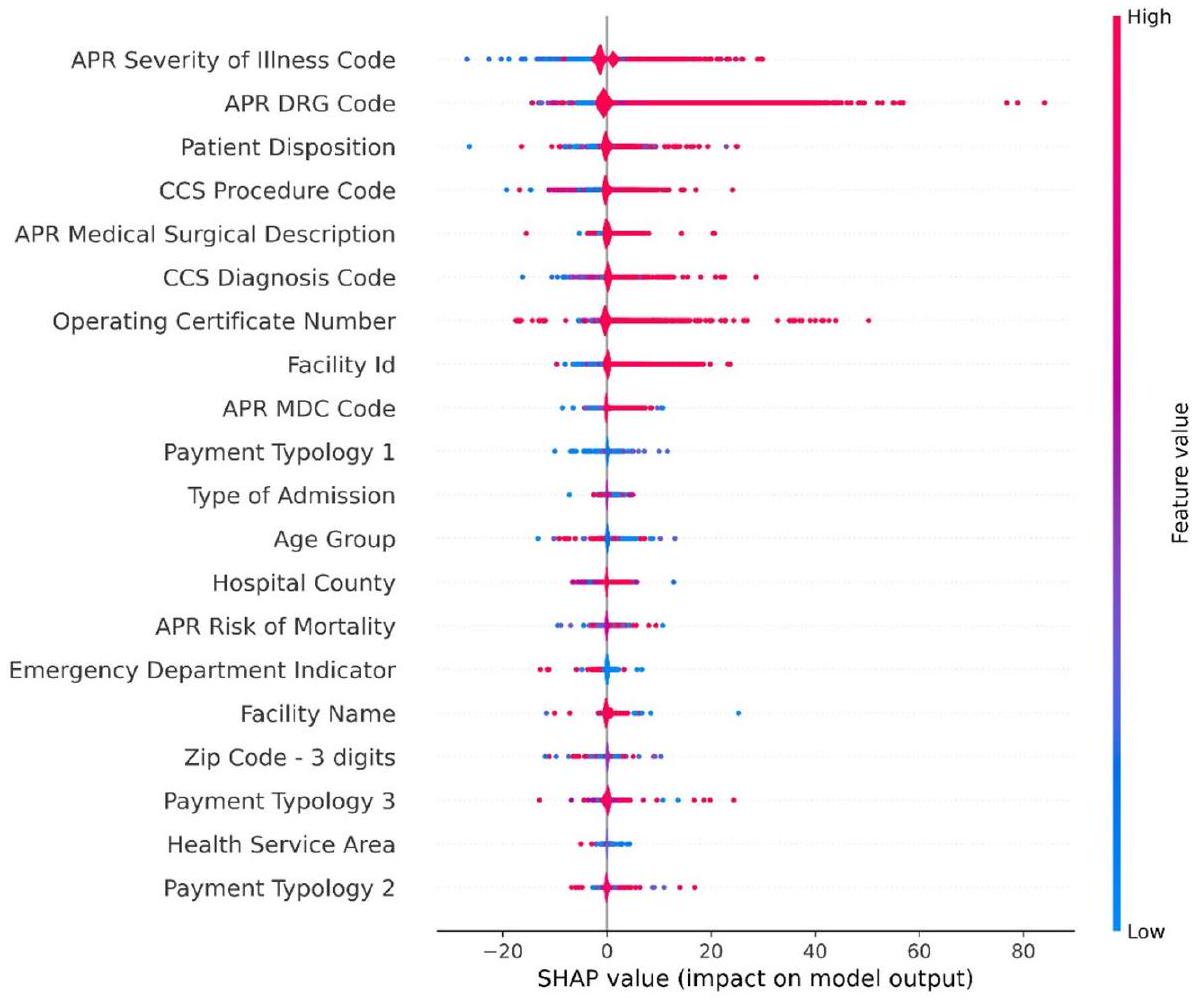 High
APR Severity of Illness Code
APR DRG Code
Patient Disposition
CCS Procedure Code
APR Medical Surgical Description
CCS Diagnosis Code
Operating Certificate Number
Facility Id
APR MDC Code
Payment Typology 1
Type of Admission
Age Group
Hospital County
APR Risk of Mortality
Emergency Department Indicator
Facility Name
Zip Code - 3 digits
Payment Typology 3
Health Service Area
Payment Typology 2
Feature value
Low
−20 0 20 40 60 80
SHAP value (impact on model output)